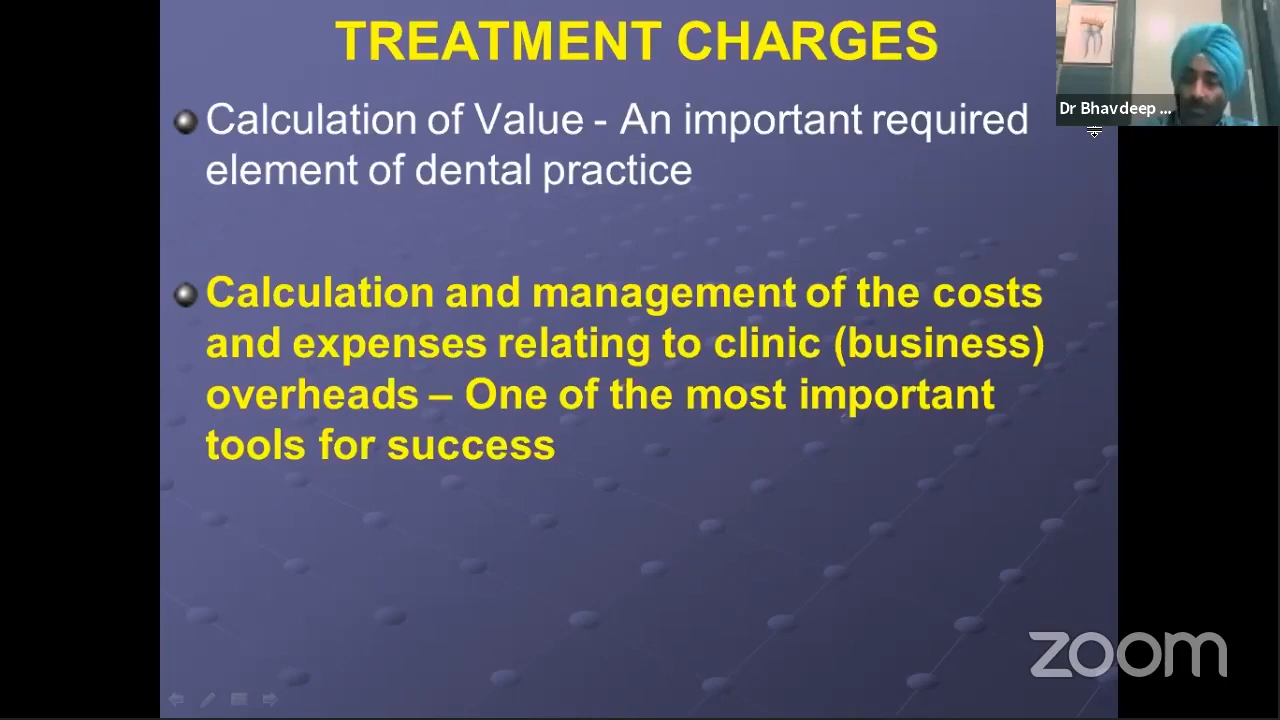 TREATMENT CHARGES
Calculation of Value - An important required
element of dental practice
Calculation and management of the costs
and expenses relating to clinic (business)
overheads – One of the most important
tools for success
Dr Bhavdeep ...
zoom